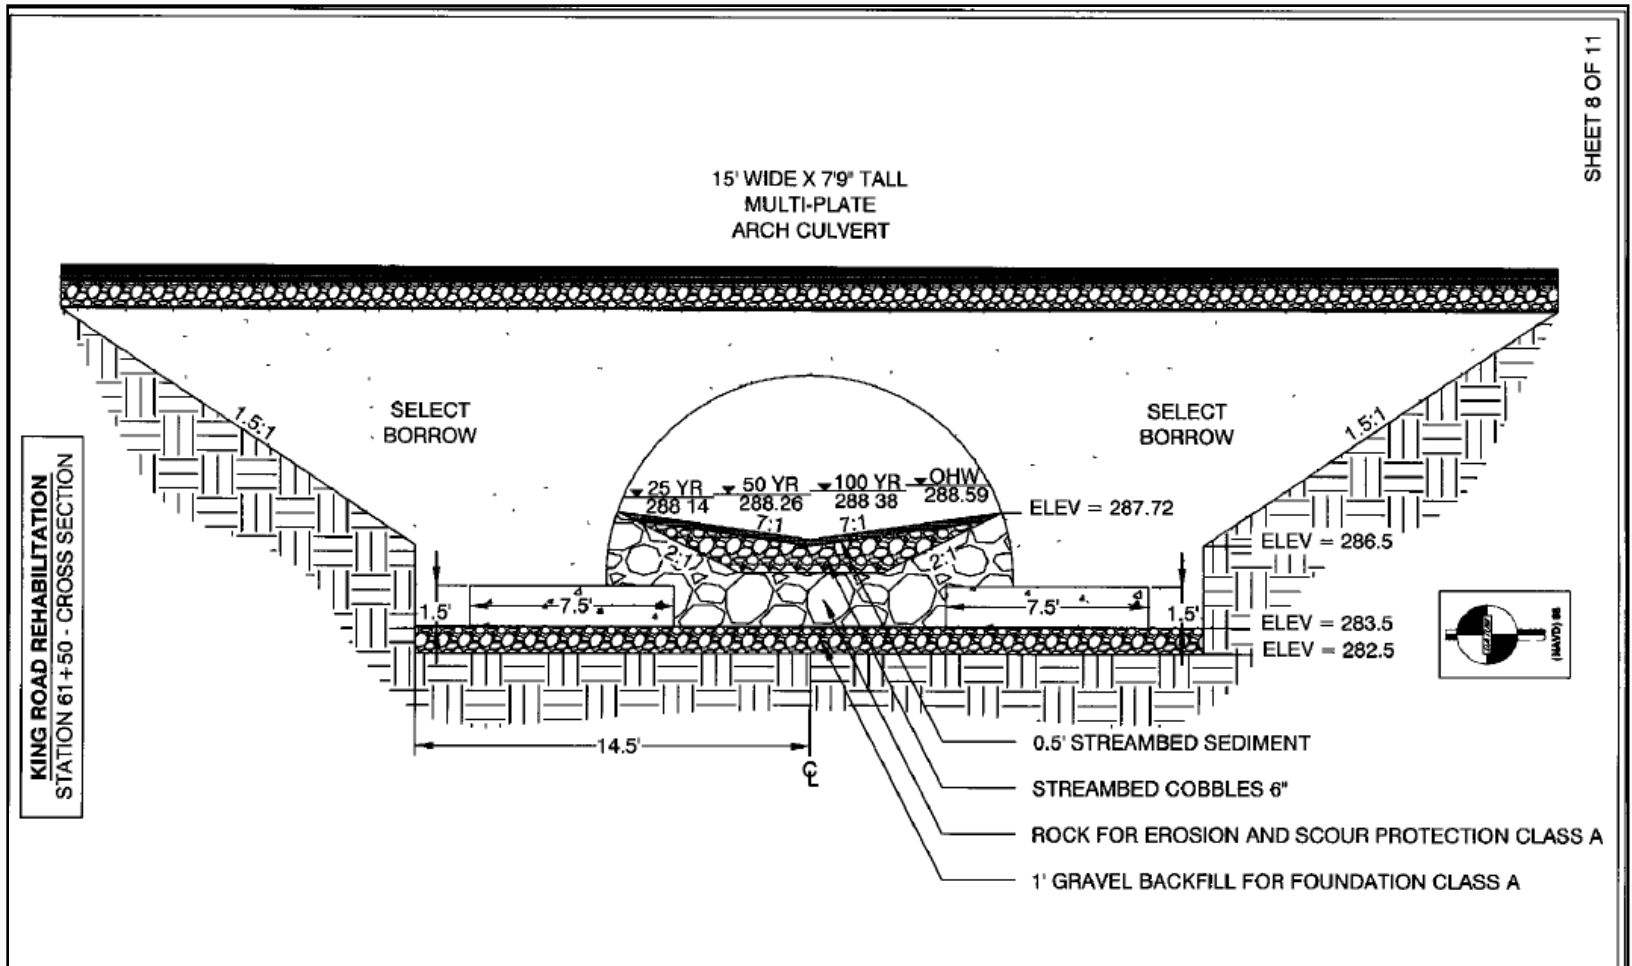 SHEET 8 OF 11
15' WIDE X 7'9" TALL
MULTI-PLATE
ARCH CULVERT
SELECT
BORROW
SELECT
BORROW
1.5:1
1.5:1
KING ROAD REHABILITATION
STATION 61+50 - CROSS SECTION
25 YR
288 14
50 YR
288.26
100 YR
288 38
OHW
288.59
ELEV = 287.72
7:1
7:1
ELEV = 286.5
2:1
2:1
1.5'
7.5'
7.5'
1.5'
ELEV = 283.5
ELEV = 282.5
(NAVD) 88
14.5'
℄
0.5' STREAMBED SEDIMENT
STREAMBED COBBLES 6"
ROCK FOR EROSION AND SCOUR PROTECTION CLASS A
1' GRAVEL BACKFILL FOR FOUNDATION CLASS A